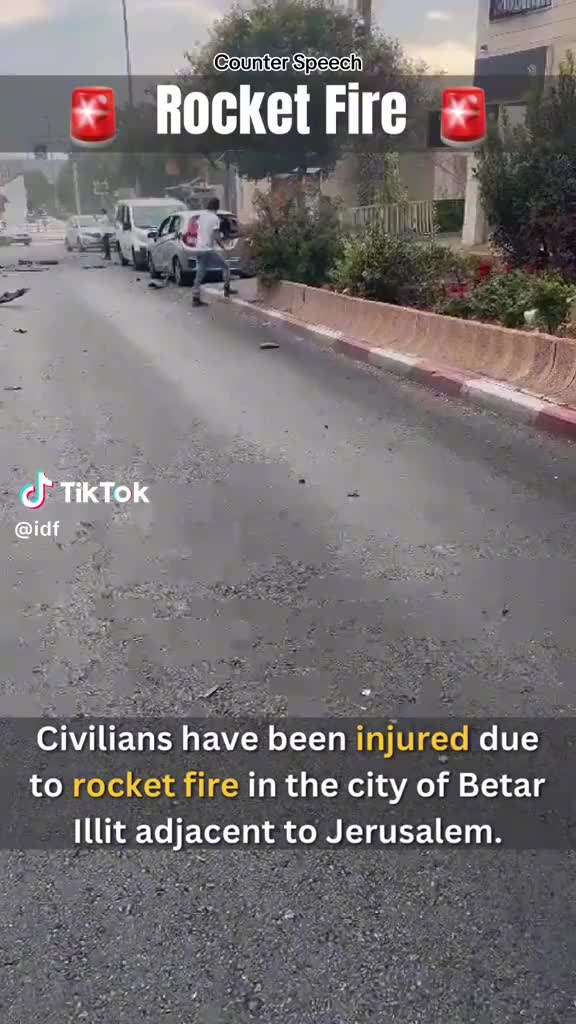 Counter Speech
Rocket Fire
TikTok
@idf
Civilians have been injured due
to rocket fire in the city of Betar
Illit adjacent to Jerusalem.